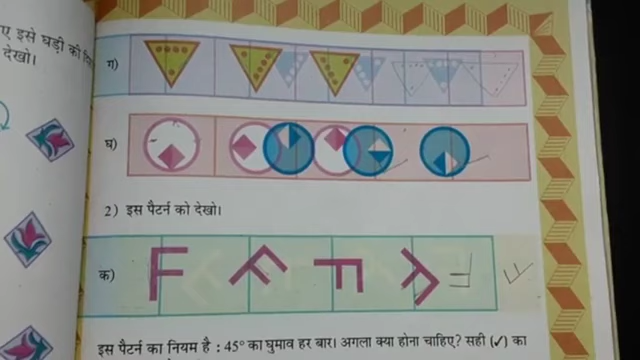 ए इसे घड़ी की
देखो।
ग)
घ)
2) इस पैटर्न को देखो।
क)
इस पैटर्न का नियम है : 45° का घुमाव हर बार। अगला क्या होना चाहिए? सही (✓) का